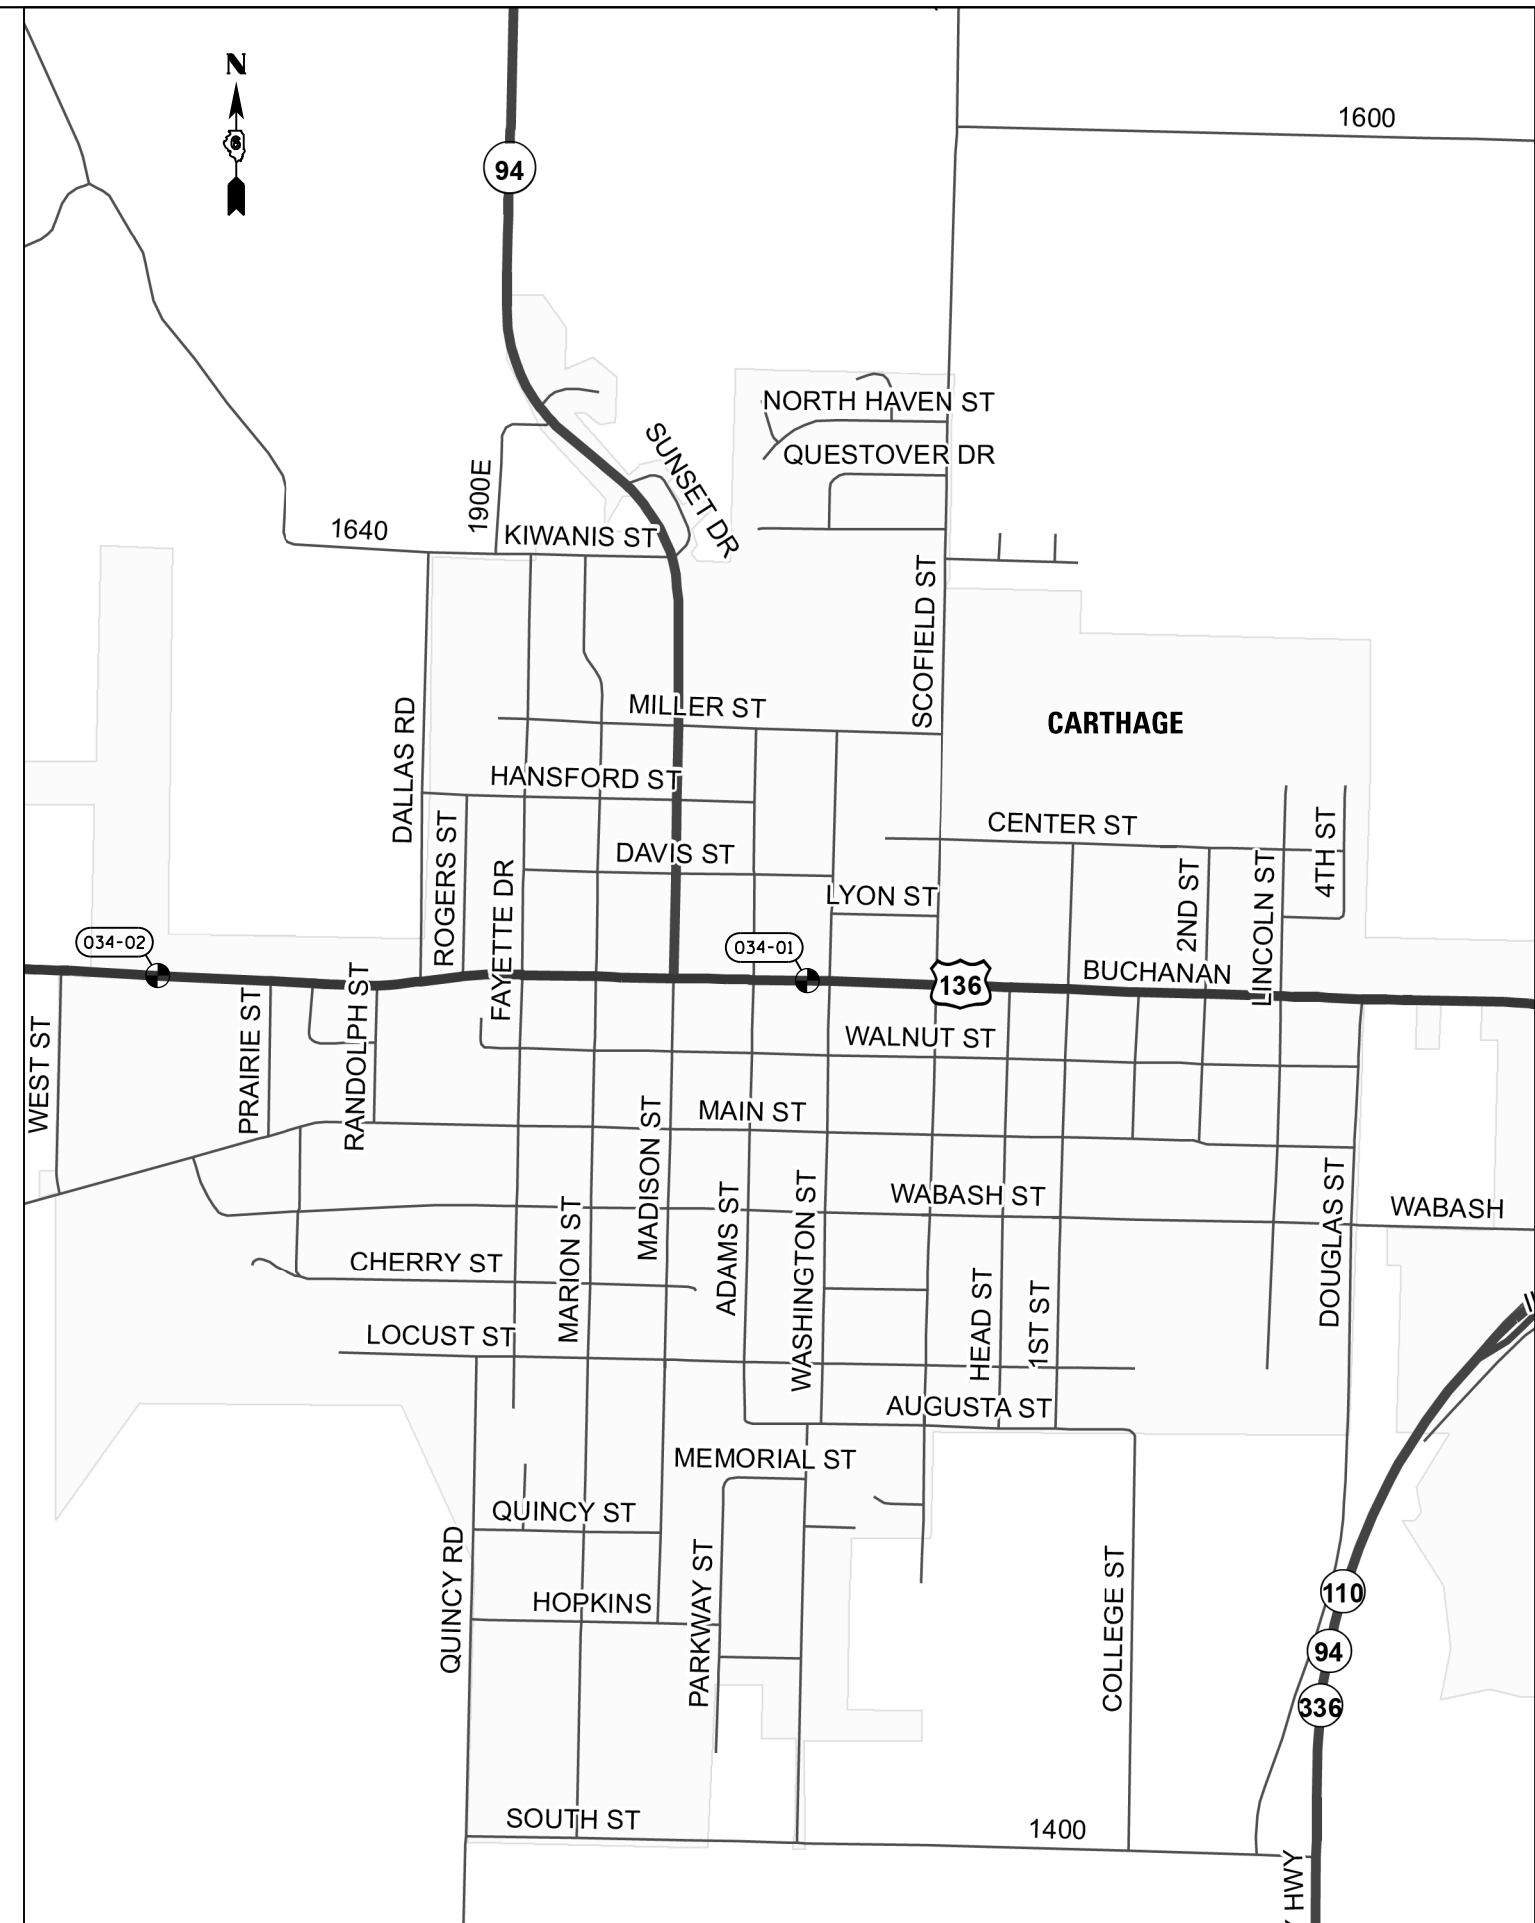 N
6
94
1600
NORTH HAVEN ST
QUESTOVER DR
SUNSET DR
1900E
1640
KIWANIS ST
SCOFIELD ST
DALLAS RD
MILLER ST
CARTHAGE
HANSFORD ST
CENTER ST
4TH ST
ROGERS ST
DAVIS ST
FAYETTE DR
LYON ST
2ND ST
LINCOLN ST
034-02
034-01
136
BUCHANAN
WEST ST
PRAIRIE ST
RANDOLPH ST
WALNUT ST
MAIN ST
MADISON ST
WABASH ST
WABASH
MARION ST
ADAMS ST
WASHINGTON ST
DOUGLAS ST
CHERRY ST
HEAD ST
1ST ST
LOCUST ST
AUGUSTA ST
MEMORIAL ST
QUINCY ST
QUINCY RD
PARKWAY ST
COLLEGE ST
HOPKINS
110
94
336
SOUTH ST
1400
HWY